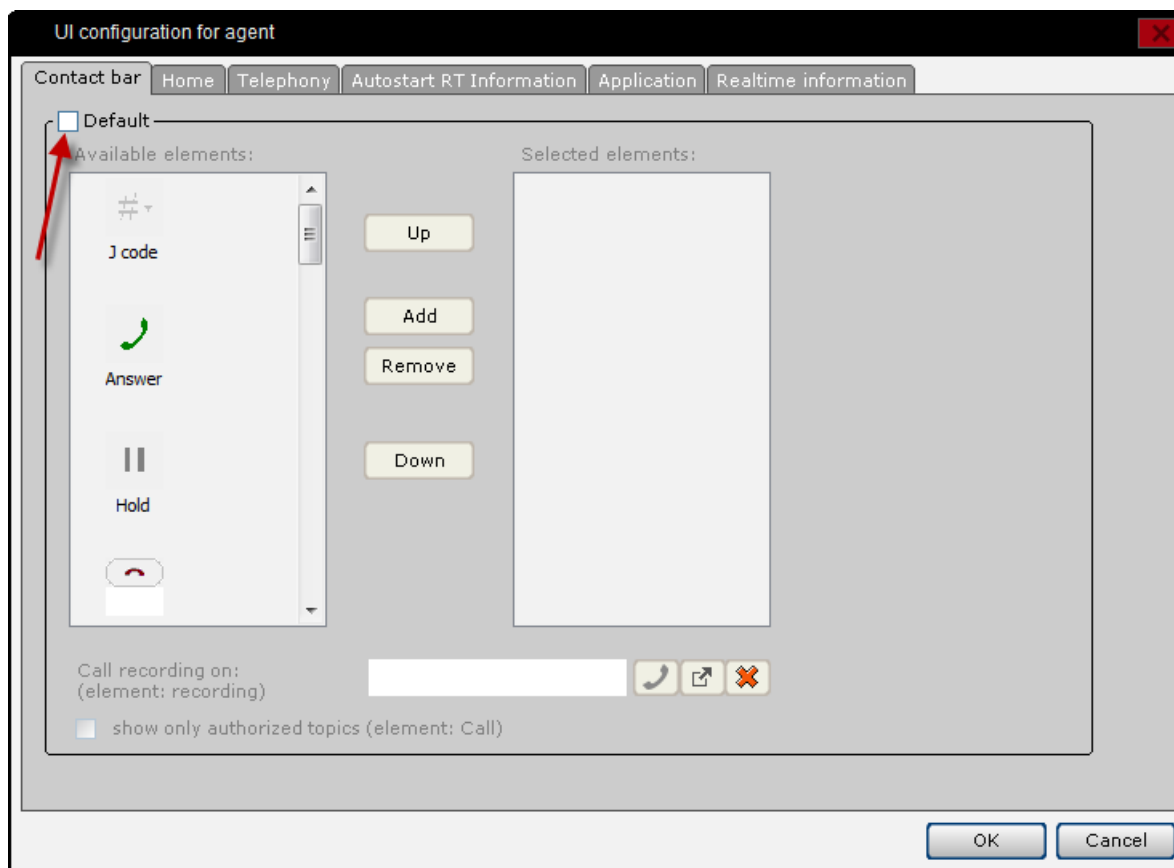 UI configuration for agent
Contact bar Home Telephony Autostart RT Information Application Realtime information
Default
Available elements: Selected elements:
J code
Up
Add
Answer
Remove
Down
Hold
Call recording on:
(element: recording)
show only authorized topics (element: Call)
OK Cancel